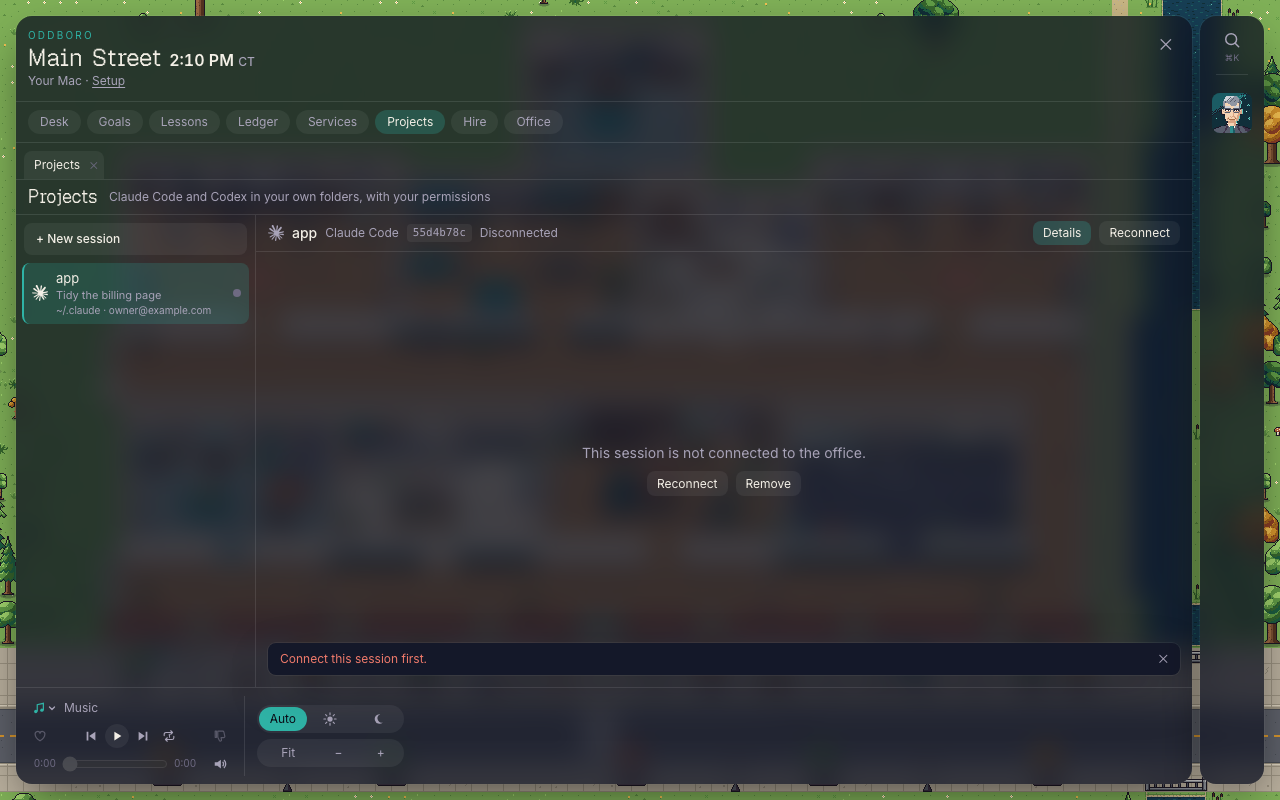 ODDBORO
Main Street 2:10 PM CT
Your Mac · Setup
⌘K
Desk Goals Lessons Ledger Services Projects Hire Office
Projects
Projects Claude Code and Codex in your own folders, with your permissions
+ New session
app Claude Code 55d4b78c Disconnected Details Reconnect
app
Tidy the billing page
~/.claude · owner@example.com
This session is not connected to the office.
Reconnect Remove
Connect this session first.
Music
Auto
Fit − +
0:00 0:00